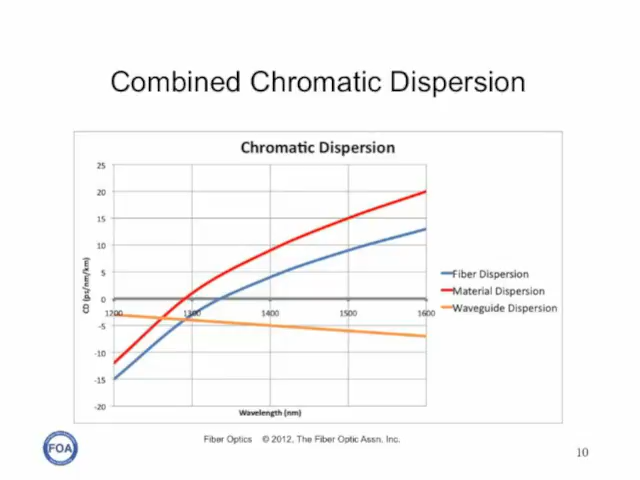 Combined Chromatic Dispersion
Chromatic Dispersion
25
20
15
10
5
0
-5
-10
-15
-20
CD (ps/nm/km)
1200 1300 1400 1500 1600
Wavelength (nm)
Fiber Dispersion
Material Dispersion
Waveguide Dispersion
FOA
Fiber Optics © 2012, The Fiber Optic Assn. Inc.
10